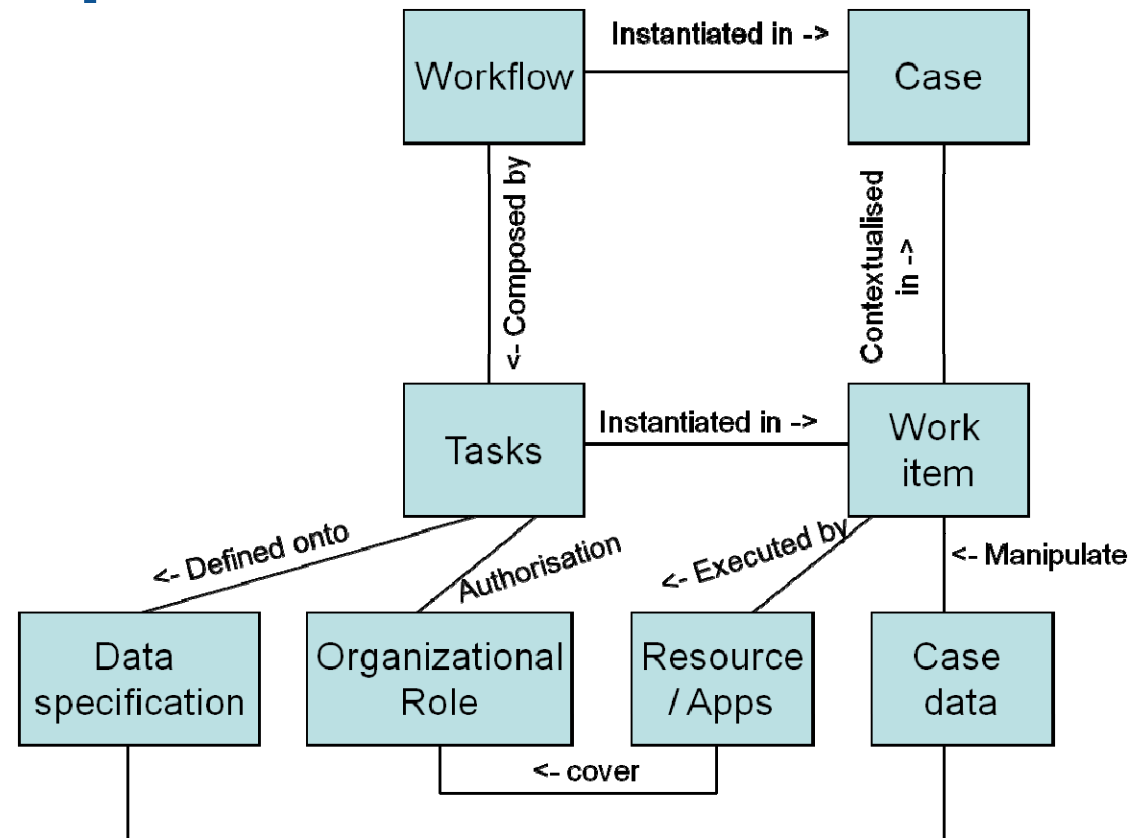 Instantiated in ->
Workflow
Case
<- Composed by
Contextualised
in ->
Instantiated in ->
Tasks
Work
item
<- Defined onto
Authorisation
<- Executed by
<- Manipulate
Data
specification
Organizational
Role
Resource
/ Apps
Case
data
<- cover